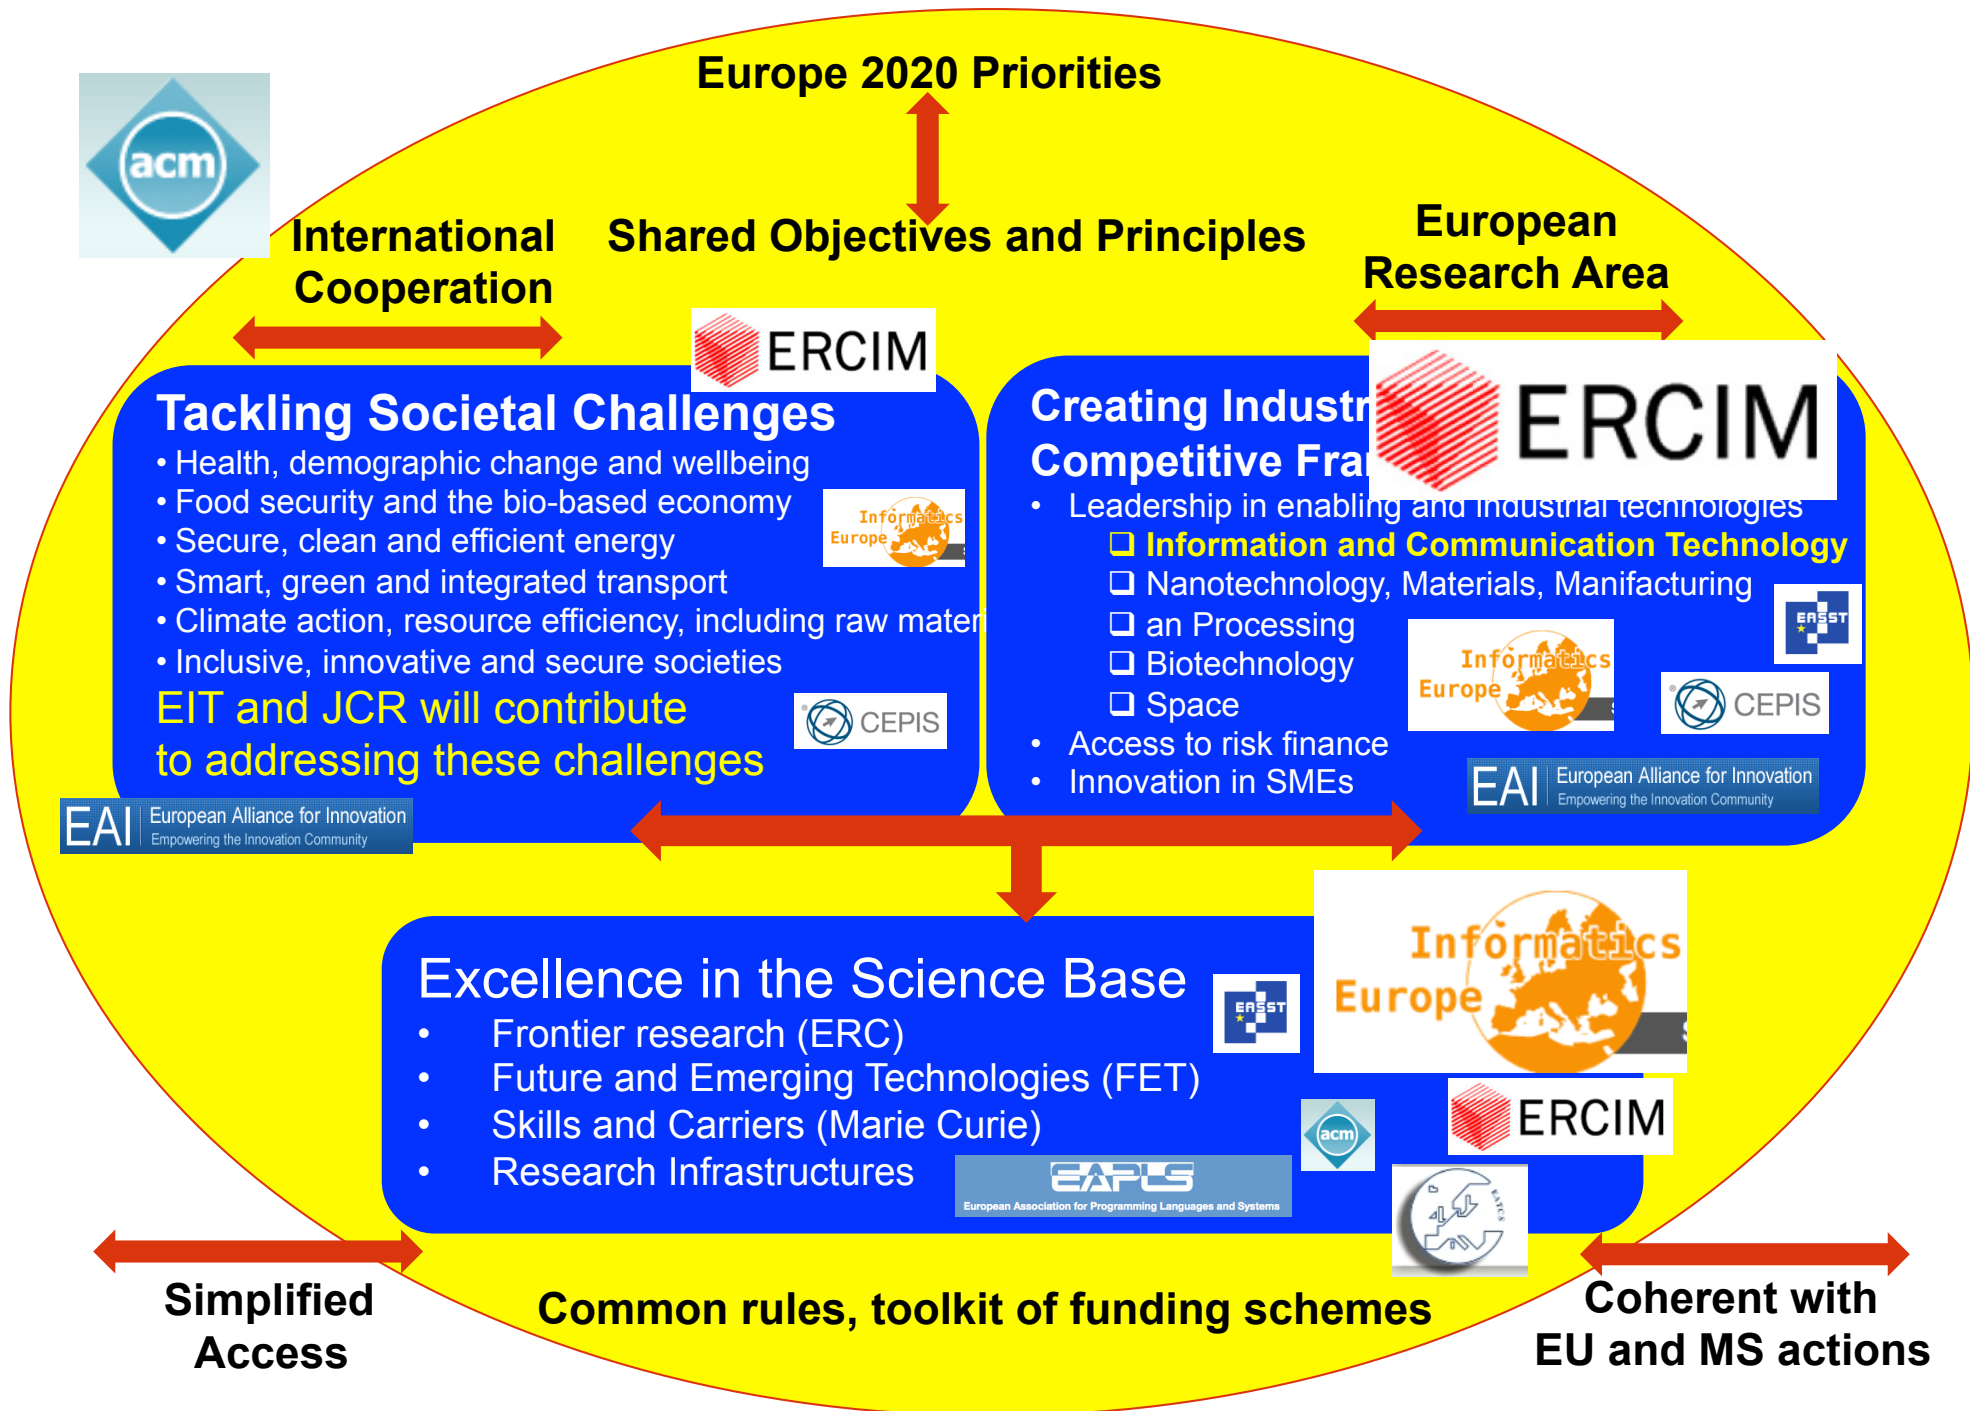 Europe 2020 Priorities
acm
International
Cooperation
Shared Objectives and Principles
European
Research Area
ERCIM
ERCIM
Tackling Societal Challenges
• Health, demographic change and wellbeing
• Food security and the bio-based economy
• Secure, clean and efficient energy
• Smart, green and integrated transport
• Climate action, resource efficiency, including raw materi
• Inclusive, innovative and secure societies
EIT and JCR will contribute
to addressing these challenges
Informatics
Europe
CEPIS
EAI European Alliance for Innovation
Empowering the Innovation Community
Creating Industr
Competitive Fra
• Leadership in enabling and industrial technologies
❑ Information and Communication Technology
❑ Nanotechnology, Materials, Manifacturing
❑ an Processing
❑ Biotechnology
❑ Space
• Access to risk finance
• Innovation in SMEs
EASST
Informatics
Europe
CEPIS
EAI European Alliance for Innovation
Empowering the Innovation Community
Excellence in the Science Base
• Frontier research (ERC)
• Future and Emerging Technologies (FET)
• Skills and Carriers (Marie Curie)
• Research Infrastructures
EASST
Informatics
Europe
acm
ERCIM
EAPLS
European Association for Programming Languages and Systems
EATCS
Simplified
Access
Common rules, toolkit of funding schemes
Coherent with
EU and MS actions